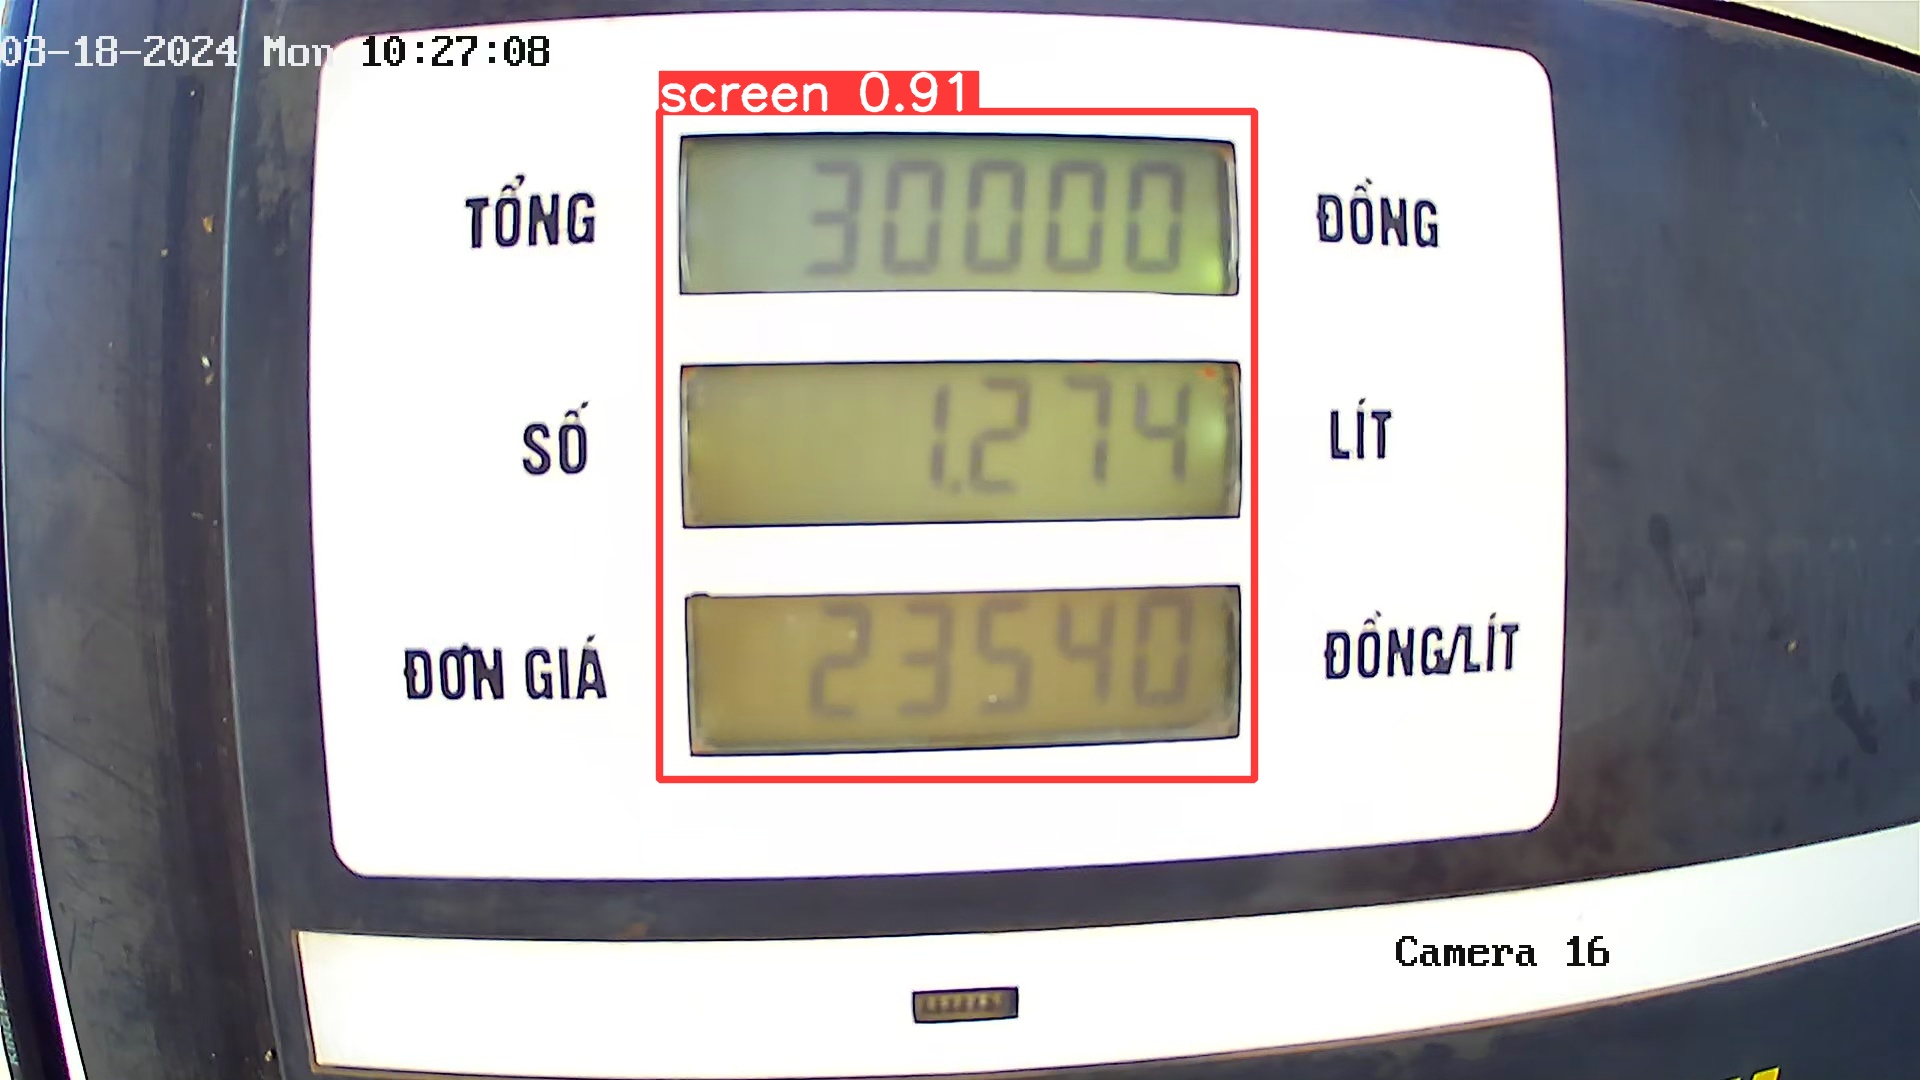 03-18-2024 Mon 10:27:08
screen 0.91
TỔNG 30000 ĐỒNG
SỐ 1.274 LÍT
ĐƠN GIÁ 23540 ĐỒNG/LÍT
Camera 16